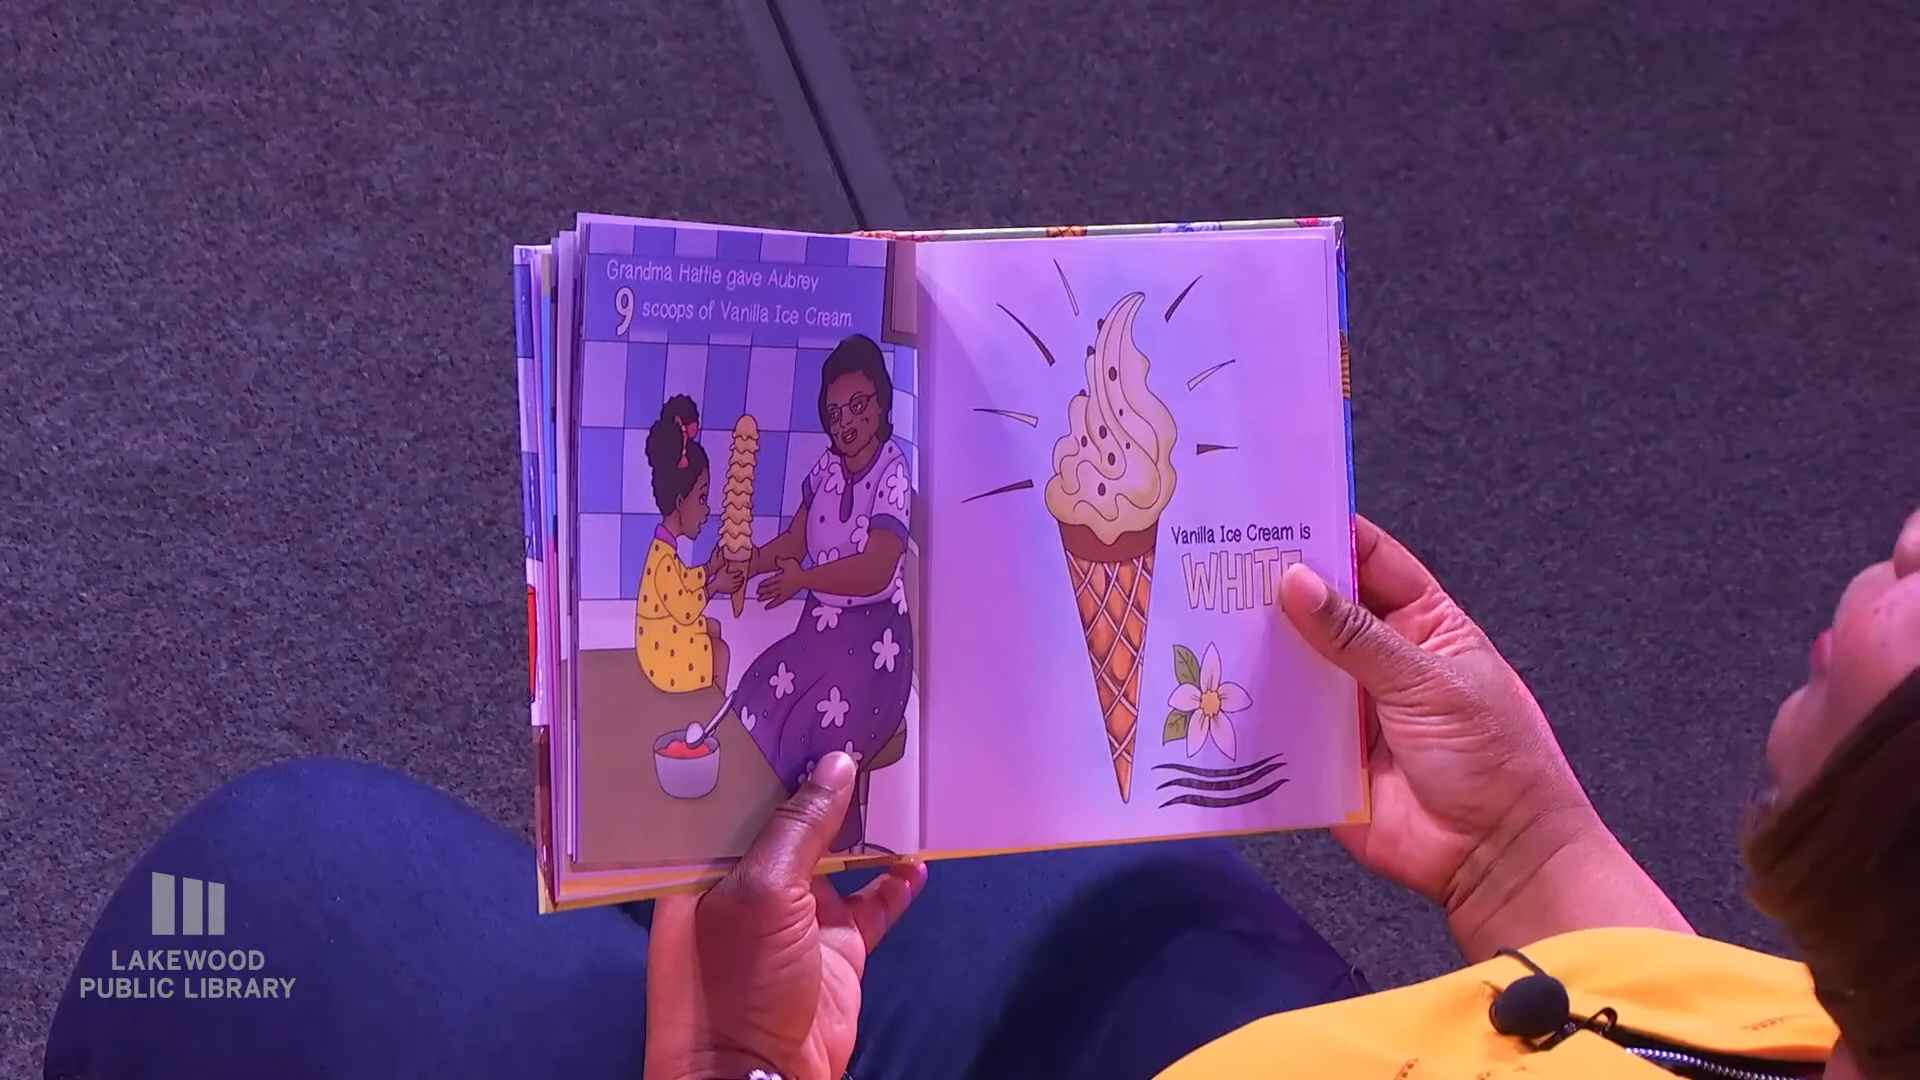 Grandma Hattie gave Aubrey
9 scoops of Vanilla Ice Cream.
Vanilla Ice Cream is
WHITE
LAKEWOOD
PUBLIC LIBRARY